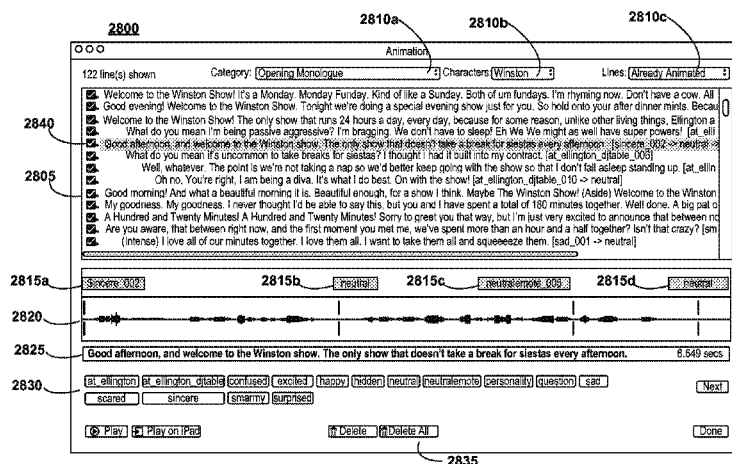 2800
2810a
2810b
2810c
Animation
122 line(s) shown
Category: Opening Monologue
Characters: Winston
Lines: Already Animated
Welcome to the Winston Show! It's a Monday. Monday Funday. Kind of like a Sunday. Both of um fundays. I'm rhyming now. Don't have a cow. All
Good evening! Welcome to the Winston Show. Tonight we're doing a special evening show just for you. So hold onto your after dinner mints. Becau
Welcome to the Winston Show! The only show that runs 24 hours a day, every day, because for some reason, unlike other living things, Ellington a
What do you mean I'm being passive aggressive? I'm bragging. We don't have to sleep! Eh We We might as well have super powers! [at_elli
2840
Good afternoon, and welcome to the Winston show. The only show that doesn't take a break for siestas every afternoon. [sincere_002 -> neutral ->
What do you mean it's uncommon to take breaks for siestas? I thought I had it built into my contract. [at_ellington_djtable_006]
Well, whatever. The point is we're not taking a nap so we'd better keep going with the show so that I don't fall asleep standing up. [at_ellin
Oh no, You're right, I am being a diva. It's what I do best. On with the show! [at_ellington_djtable_010 -> neutral]
2805
Good morning! And what a beautiful morning it is. Beautiful enough, for a show I think. Maybe The Winston Show! (Aside) Welcome to the Winston
My goodness. My goodness. I never thought I'd be able to say this, but you and I have spent a total of 180 minutes together. Well done. A big pat o
A Hundred and Twenty Minutes! A Hundred and Twenty Minutes! Sorry to greet you that way, but I'm just very excited to announce that between no
Are you aware, that between right now, and the first moment you met me, we've spent more than an hour and a half together? Isn't that crazy? [sm
(Intense) I love all of our minutes together. I love them all. I want to take them all and squeeeeze them. [sad_001 -> neutral]
2815a
Sincere_002
2815b
neutral
2815c
neutralemote_006
2815d
neutral
2820
2825
Good afternoon, and welcome to the Winston show. The only show that doesn't take a break for siestas every afternoon.
6.649 secs
2830
at_ellington at_ellington_djtable confused excited happy hidden neutral neutralemote personality question sad
Next
scared sincere smarmy surprised
Play
Play on iPad
Delete
Delete All
Done
2835